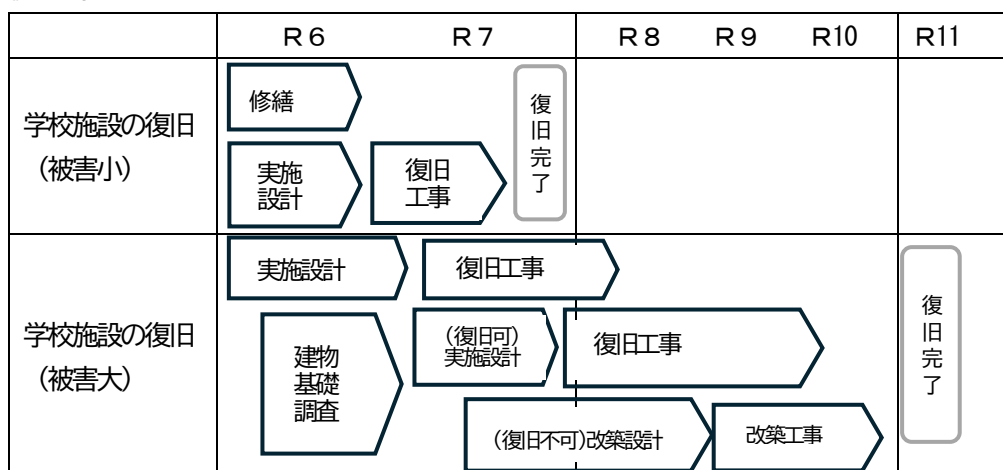 R6 R7 R8 R9 R10 R11
学校施設の復旧
（被害小）
修繕
実施
設計
復旧
工事
復旧完了
学校施設の復旧
（被害大）
実施設計
復旧工事
建物
基礎
調査
（復旧可）
実施設計
復旧工事
（復旧不可）改築設計
改築工事
復旧完了